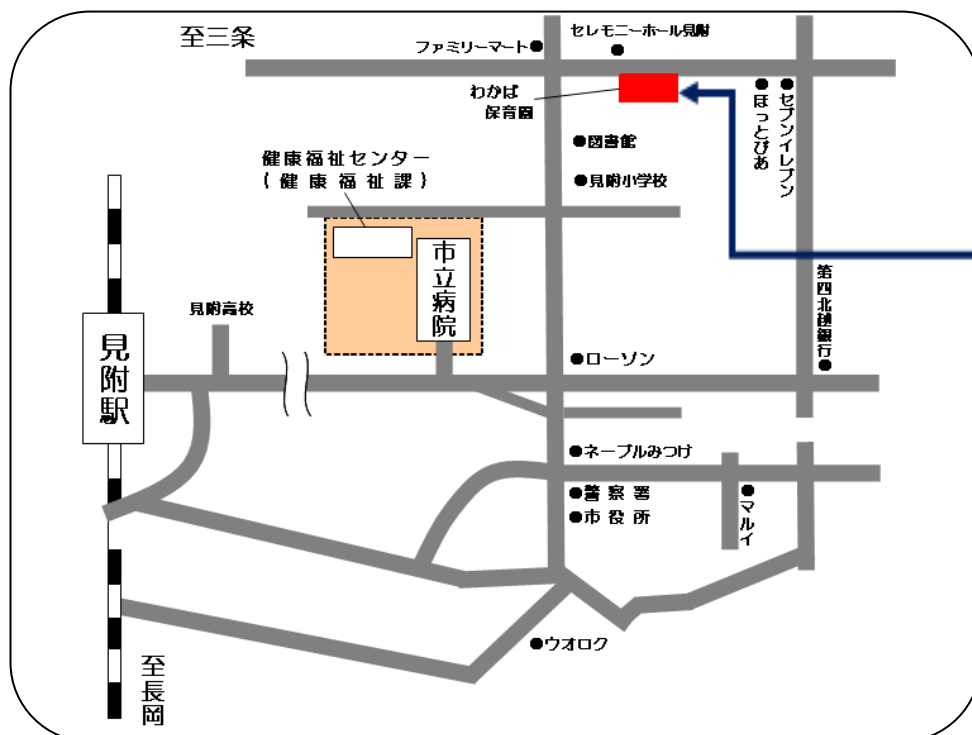 至三条
ファミリーマート
セレモニーホール見附
わかば
保育園
ほっとぴあ
セブンイレブン
図書館
健康福祉センター
(健康福祉課)
見附小学校
市立病院
第四北越銀行
見附高校
見附駅
ローソン
ネーブルみつけ
警察署
市役所
マルイ
ウオロク
至長岡